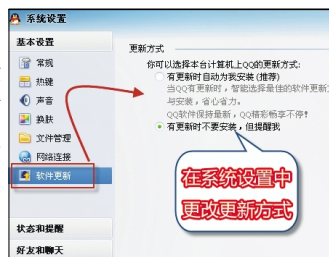 系统设置
基本设置
常规
热键
声音
换肤
文件管理
网络连接
软件更新
状态和提醒
好友和聊天
更新方式
你可以选择本台计算机上QQ的更新方式:
有更新时自动为我安装(推荐)
当QQ有更新时，智能选择最佳的软件更新
与安装，省心省力。
QQ软件保持最新，QQ精彩畅享不停!
有更新时不要安装，但提醒我
在系统设置中
更改更新方式